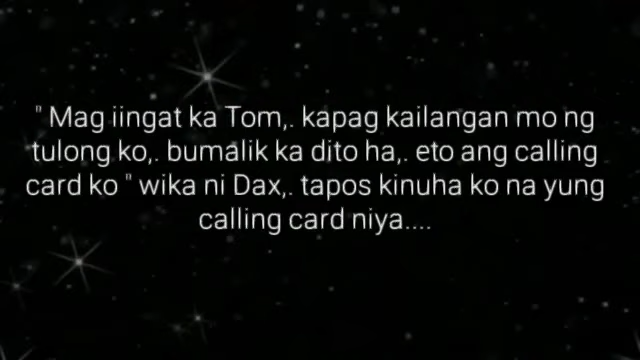 " Mag iingat ka Tom,. kapag kailangan mo ng
tulong ko,. bumalik ka dito ha,. eto ang calling
card ko " wika ni Dax,. tapos kinuha ko na yung
calling card niya....